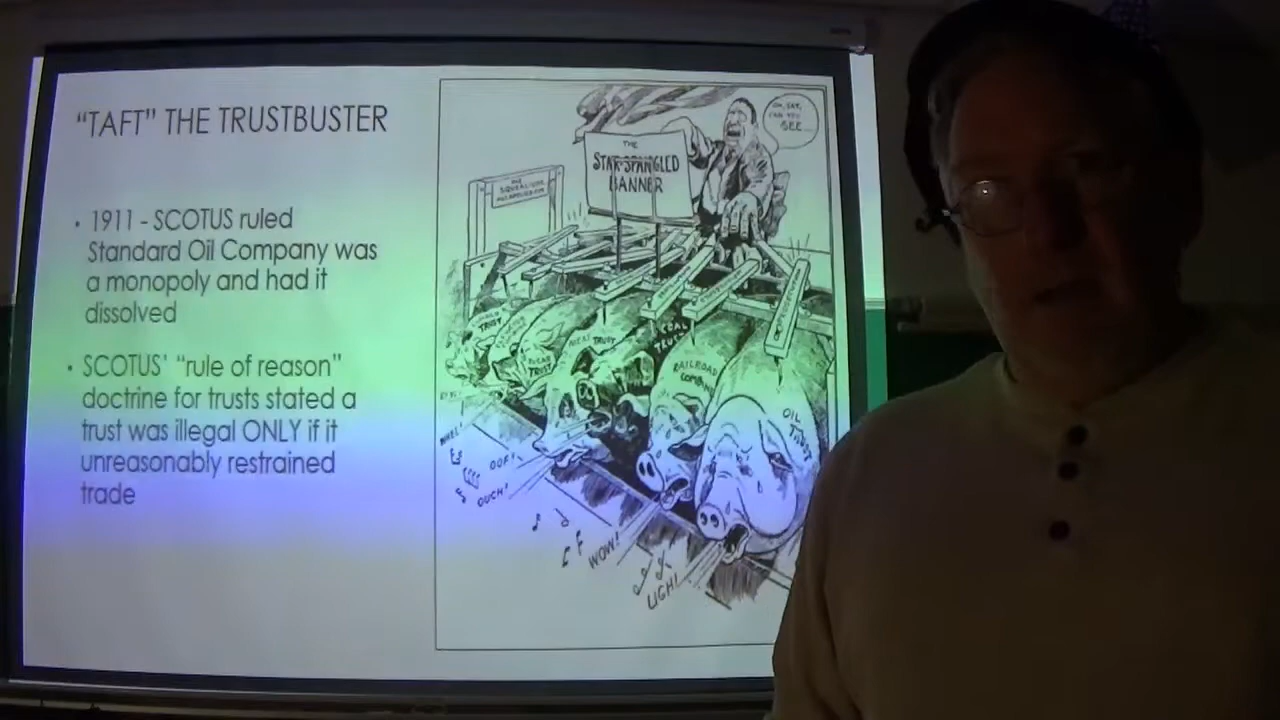 “TAFT” THE TRUSTBUSTER
• 1911 - SCOTUS ruled
Standard Oil Company was
a monopoly and had it
dissolved
• SCOTUS’ “rule of reason”
doctrine for trusts stated a
trust was illegal ONLY if it
unreasonably restrained
trade
OH, SAY,
CAN YOU
SEE
THE
STAR-SPANGLED
BANNER
TRUST
TRUST
TRUST
COAL
TRUST
RAILROAD
OIL
TRUST
OOF!
OUCH!
WOW!
UGH!